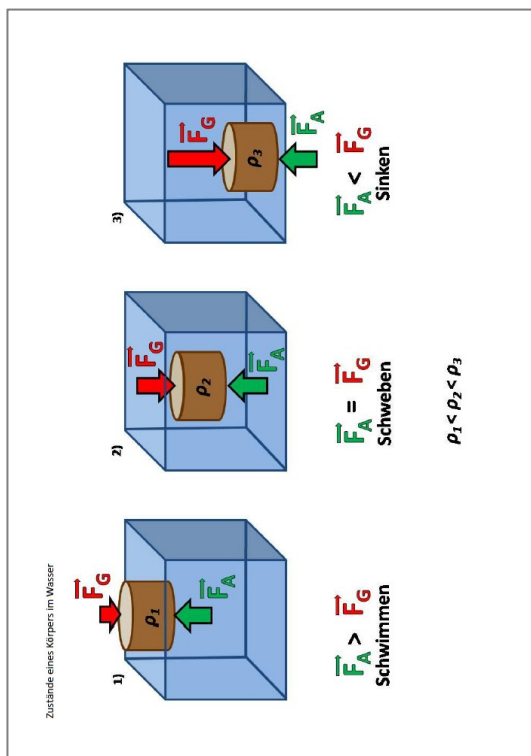 Zustände eines Körpers im Wasser
1)
F_G
ρ₁
F_A
F_A > F_G
Schwimmen
2)
F_G
ρ₂
F_A
F_A = F_G
Schweben
3)
F_G
ρ₃
F_A
F_A < F_G
Sinken
ρ₁ < ρ₂ < ρ₃